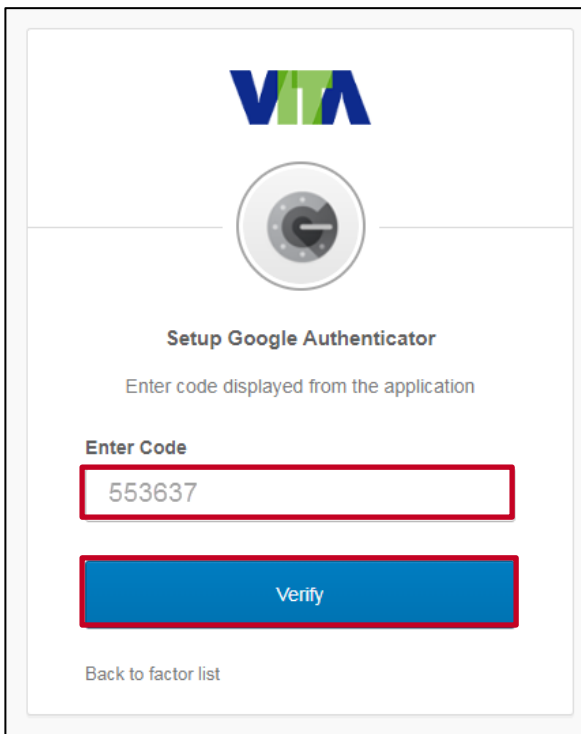 VITA
Setup Google Authenticator
Enter code displayed from the application
Enter Code
553637
Verify
Back to factor list